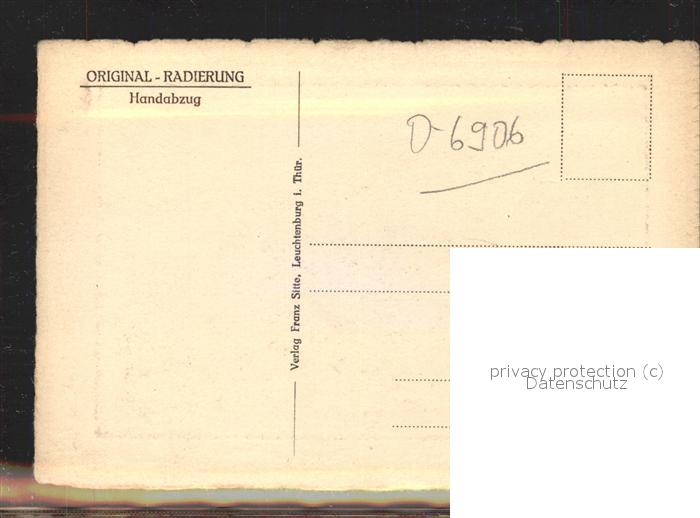 ORIGINAL - RADIERUNG
Handabzug
Verlag Franz Sitte, Leuchtenburg i. Thür.
D-6906
privacy protection (c)
Datenschutz